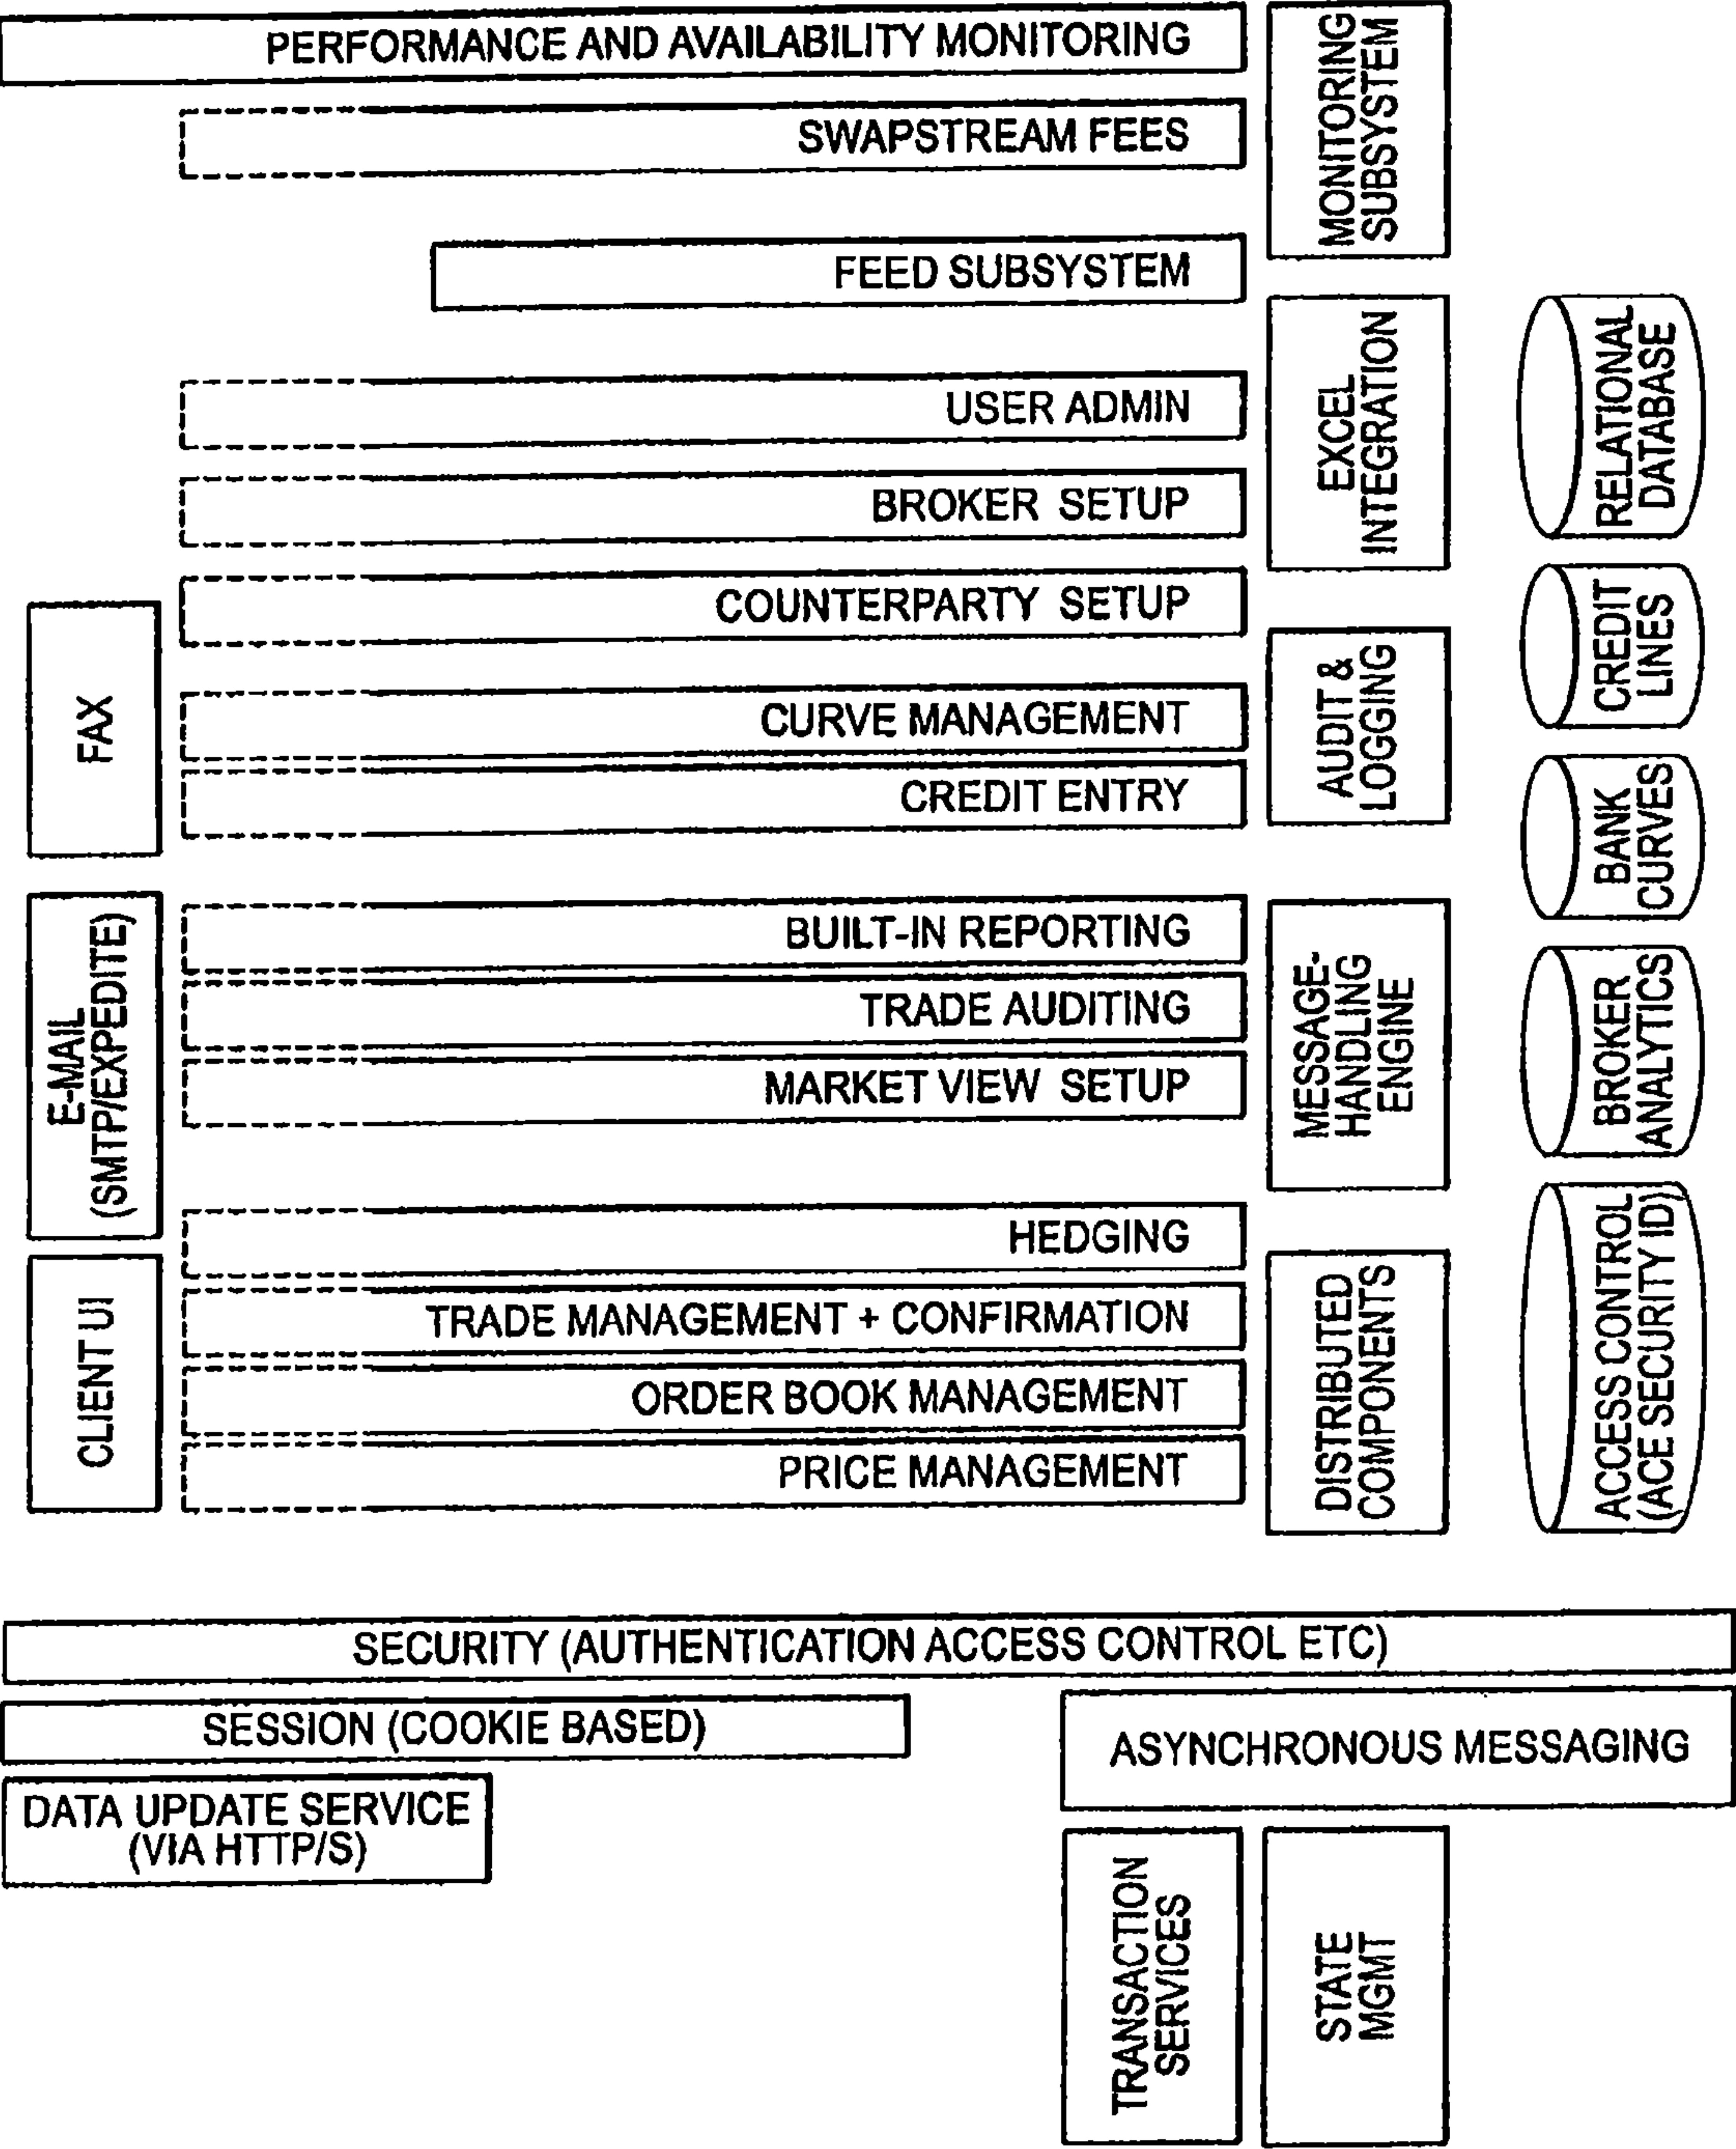 PERFORMANCE AND AVAILABILITY MONITORING
SWAPSTREAM FEES
FEED SUBSYSTEM
USER ADMIN
BROKER SETUP
COUNTERPARTY SETUP
CURVE MANAGEMENT
CREDIT ENTRY
BUILT-IN REPORTING
TRADE AUDITING
MARKET VIEW SETUP
HEDGING
TRADE MANAGEMENT + CONFIRMATION
ORDER BOOK MANAGEMENT
PRICE MANAGEMENT
FAX
E-MAIL
(SMTP/EXPEDITE)
CLIENT UI
MONITORING
SUBSYSTEM
EXCEL
INTEGRATION
AUDIT &
LOGGING
MESSAGE-
HANDLING
ENGINE
DISTRIBUTED
COMPONENTS
RELATIONAL
DATABASE
CREDIT
LINES
BANK
CURVES
BROKER
ANALYTICS
ACCESS CONTROL
(ACE SECURITY ID)
SECURITY (AUTHENTICATION ACCESS CONTROL ETC)
SESSION (COOKIE BASED)
ASYNCHRONOUS MESSAGING
DATA UPDATE SERVICE
(VIA HTTP/S)
TRANSACTION
SERVICES
STATE
MGMT